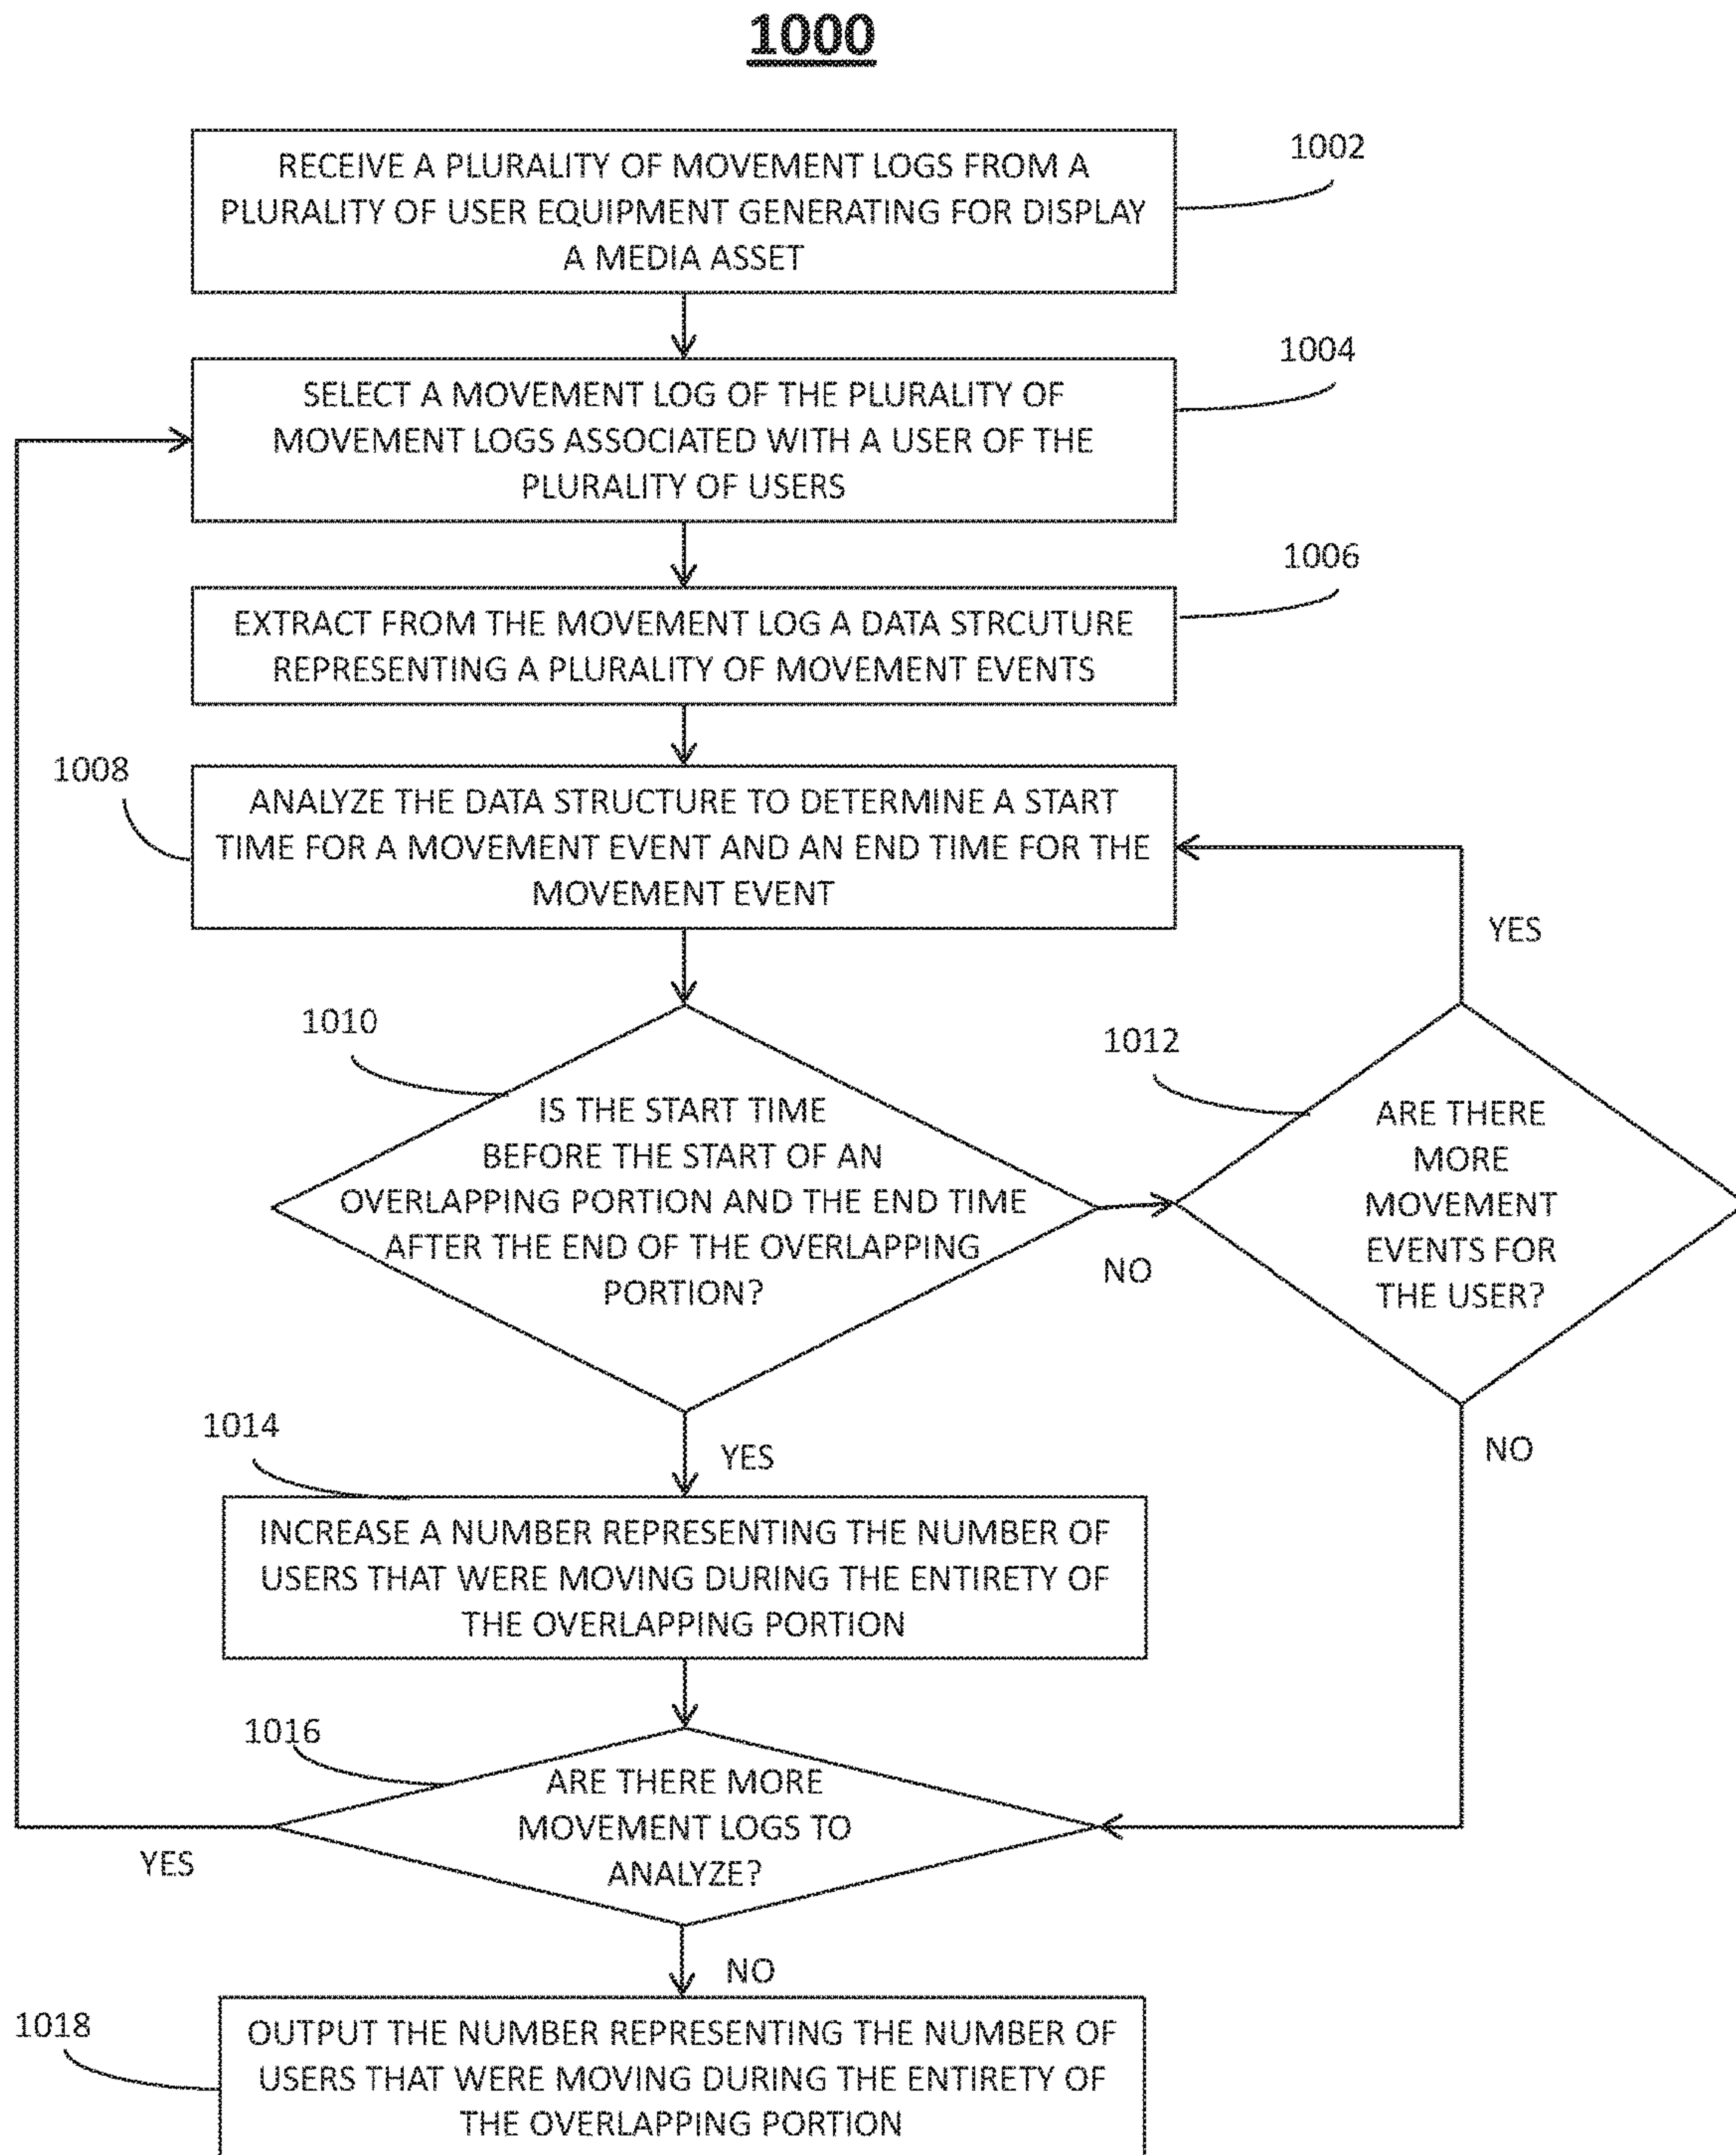 1000
RECEIVE A PLURALITY OF MOVEMENT LOGS FROM A
PLURALITY OF USER EQUIPMENT GENERATING FOR DISPLAY
A MEDIA ASSET
1002
SELECT A MOVEMENT LOG OF THE PLURALITY OF
MOVEMENT LOGS ASSOCIATED WITH A USER OF THE
PLURALITY OF USERS
1004
EXTRACT FROM THE MOVEMENT LOG A DATA STRCUTURE
REPRESENTING A PLURALITY OF MOVEMENT EVENTS
1006
1008
ANALYZE THE DATA STRUCTURE TO DETERMINE A START
TIME FOR A MOVEMENT EVENT AND AN END TIME FOR THE
MOVEMENT EVENT
YES
1010
IS THE START TIME
BEFORE THE START OF AN
OVERLAPPING PORTION AND THE END TIME
AFTER THE END OF THE OVERLAPPING
PORTION?
NO
1012
ARE THERE
MORE
MOVEMENT
EVENTS FOR
THE USER?
NO
YES
1014
INCREASE A NUMBER REPRESENTING THE NUMBER OF
USERS THAT WERE MOVING DURING THE ENTIRETY OF
THE OVERLAPPING PORTION
1016
ARE THERE MORE
MOVEMENT LOGS TO
ANALYZE?
YES
NO
1018
OUTPUT THE NUMBER REPRESENTING THE NUMBER OF
USERS THAT WERE MOVING DURING THE ENTIRETY OF
THE OVERLAPPING PORTION